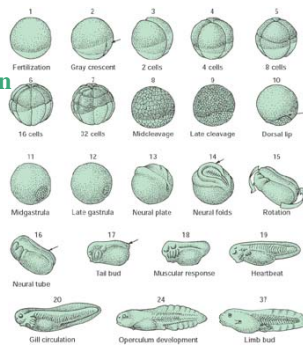 1 2 3 4 5
Fertilization Gray crescent 2 cells 4 cells 8 cells
n
6 7 8 9 10
16 cells 32 cells Midcleavage Late cleavage Dorsal lip
11 12 13 14 15
Midgastrula Late gastrula Neural plate Neural folds Rotation
16 17 18 19
Neural tube Tail bud Muscular response Heartbeat
20 24 37
Gill circulation Operculum development Limb bud